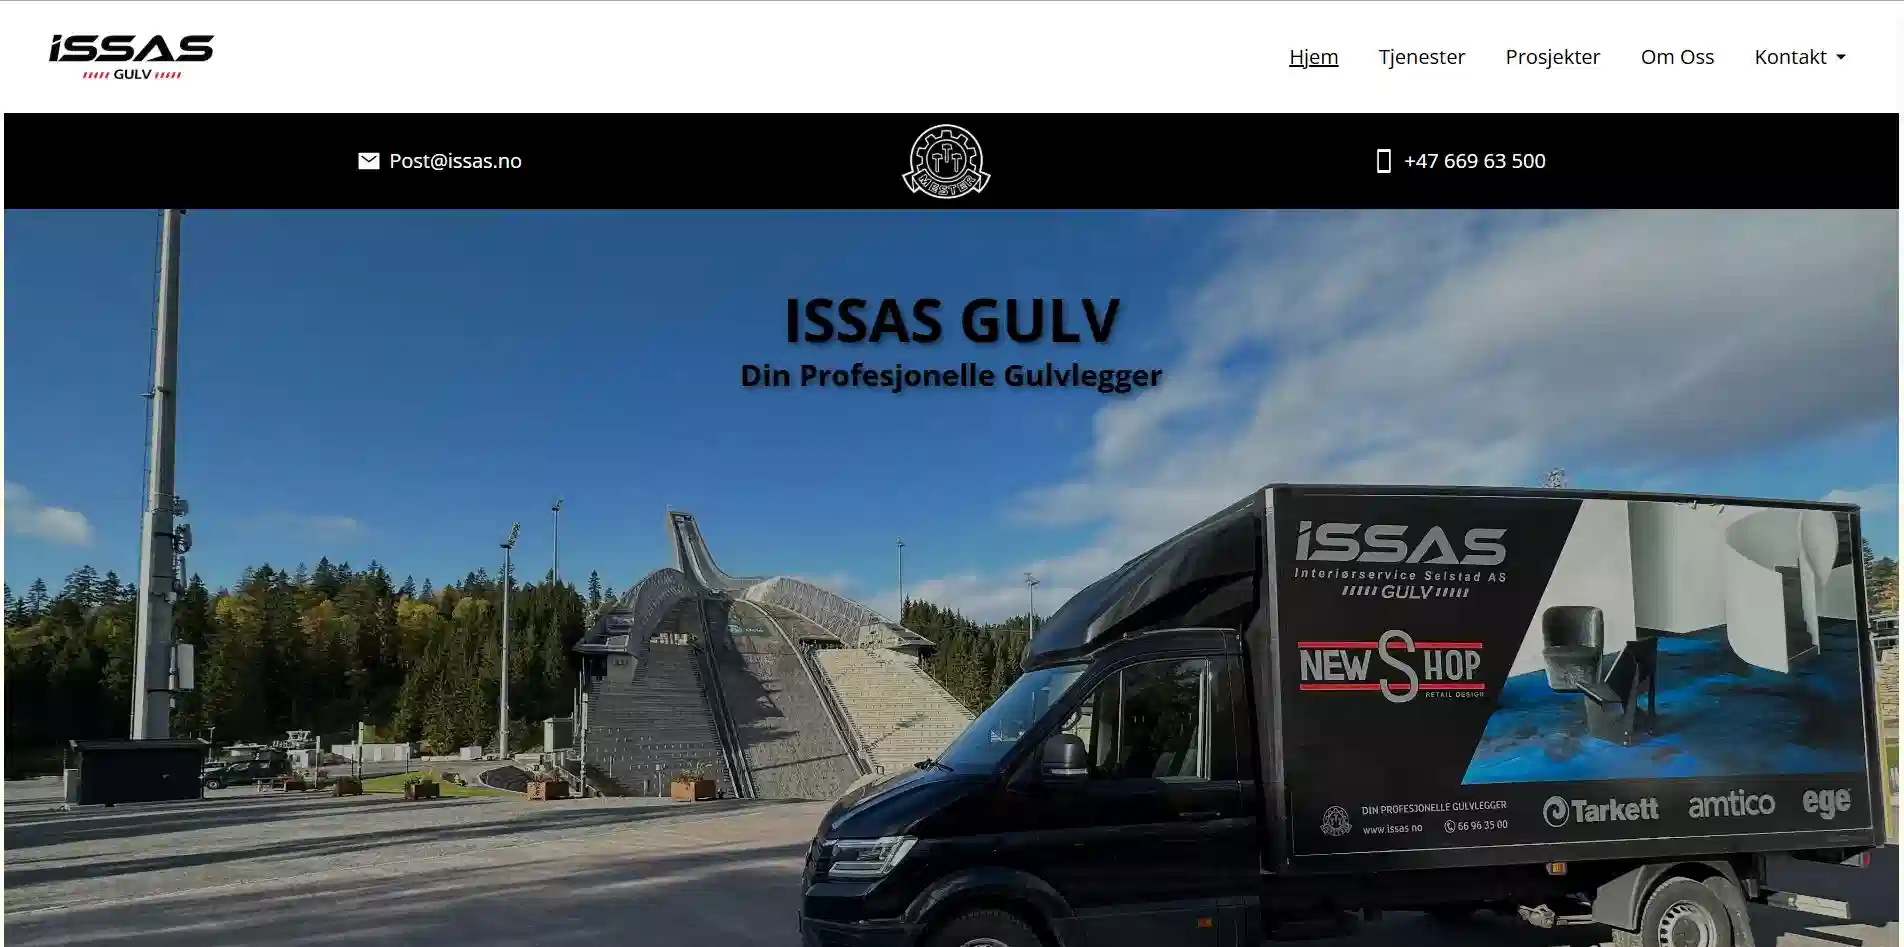 ISSAS
GULV
Hjem
Tjenester
Prosjekter
Om Oss
Kontakt
Post@issas.no
MESTER
+47 669 63 500
ISSAS GULV
Din Profesjonelle Gulvlegger
ISSAS
Interiørservice Selstad AS
GULV
NEW SHOP
RETAIL DESIGN
DIN PROFESJONELLE GULVLEGGER
www.issas.no
66 96 35 00
Tarkett
amtico
ege